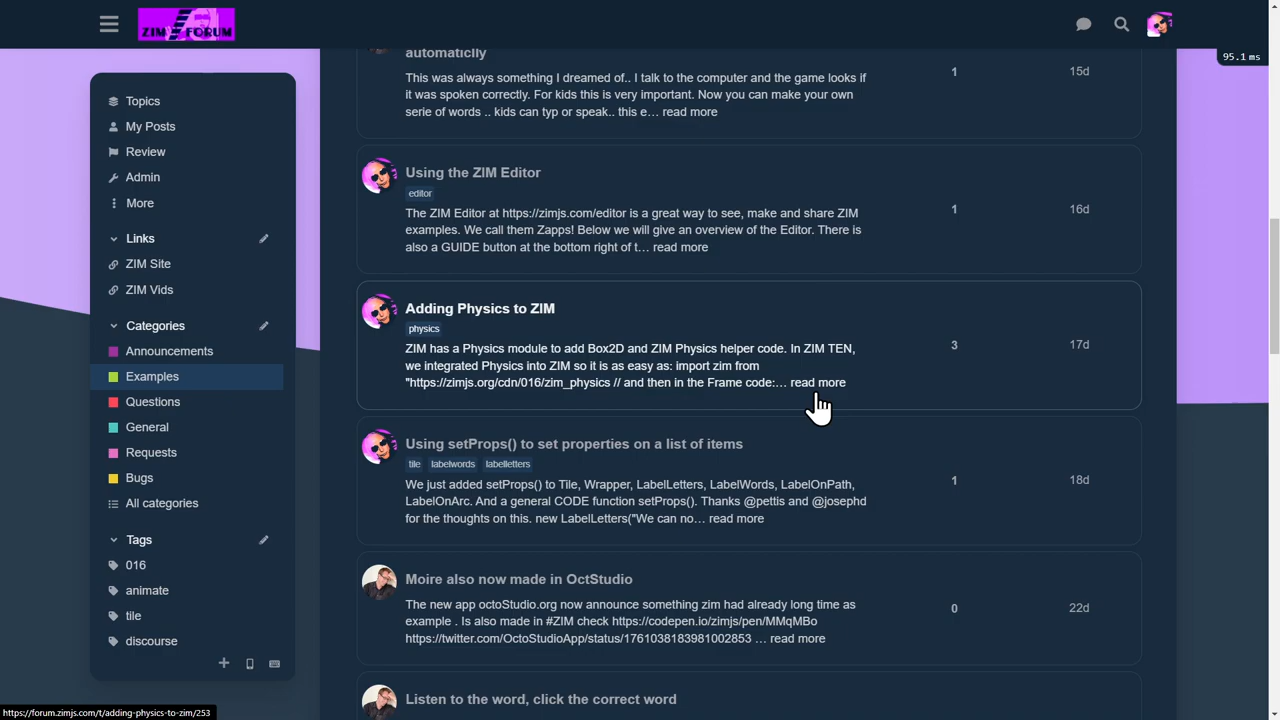 ZIM FORUM
95.1 ms
Topics
My Posts
Review
Admin
More
Links
ZIM Site
ZIM Vids
Categories
Announcements
Examples
Questions
General
Requests
Bugs
All categories
Tags
016
animate
tile
discourse
automaticlly
This was always something I dreamed of.. I talk to the computer and the game looks if
it was spoken correctly. For kids this is very important. Now you can make your own
serie of words .. kids can typ or speak.. this e… read more
1
15d
Using the ZIM Editor
editor
The ZIM Editor at https://zimjs.com/editor is a great way to see, make and share ZIM
examples. We call them Zapps! Below we will give an overview of the Editor. There is
also a GUIDE button at the bottom right of t… read more
1
16d
Adding Physics to ZIM
physics
ZIM has a Physics module to add Box2D and ZIM Physics helper code. In ZIM TEN,
we integrated Physics into ZIM so it is as easy as: import zim from
"https://zimjs.org/cdn/016/zim_physics // and then in the Frame code:… read more
3
17d
Using setProps() to set properties on a list of items
tile labelwords labelletters
We just added setProps() to Tile, Wrapper, LabelLetters, LabelWords, LabelOnPath,
LabelOnArc. And a general CODE function setProps(). Thanks @pettis and @josephd
for the thoughts on this. new LabelLetters("We can no… read more
1
18d
Moire also now made in OctStudio
The new app octoStudio.org now announce something zim had already long time as
example . Is also made in #ZIM check https://codepen.io/zimjs/pen/MMqMBo
https://twitter.com/OctoStudioApp/status/1761038183981002853 … read more
0
22d
Listen to the word, click the correct word
https://forum.zimjs.com/t/adding-physics-to-zim/253